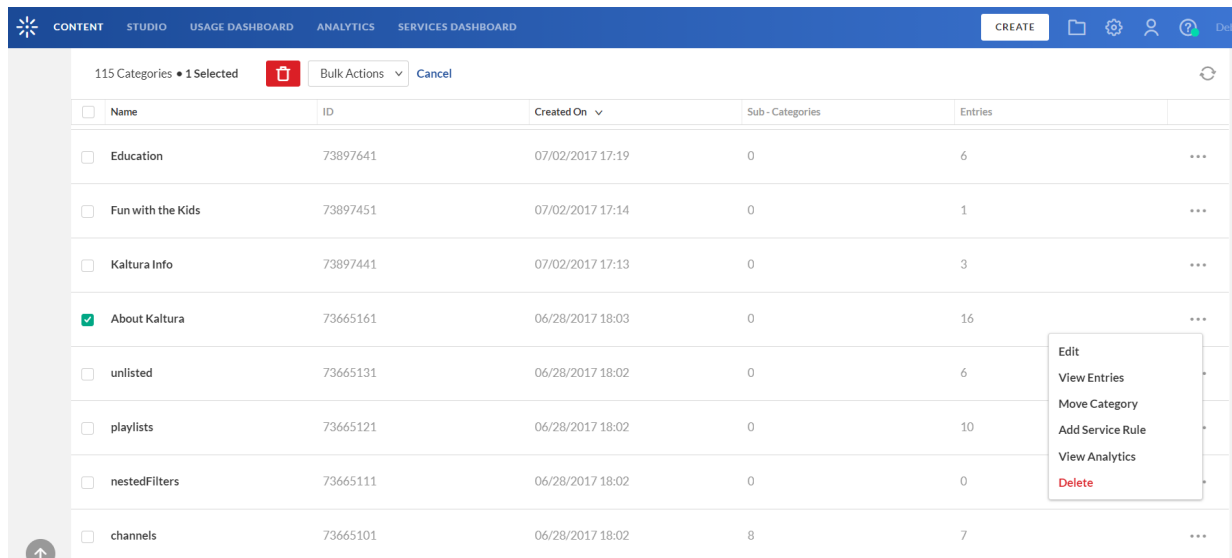 CONTENT STUDIO USAGE DASHBOARD ANALYTICS SERVICES DASHBOARD CREATE
115 Categories • 1 Selected Bulk Actions Cancel
Name ID Created On Sub - Categories Entries
Education 73897641 07/02/2017 17:19 0 6
Fun with the Kids 73897451 07/02/2017 17:14 0 1
Kaltura Info 73897441 07/02/2017 17:13 0 3
About Kaltura 73665161 06/28/2017 18:03 0 16
Edit
unlisted 73665131 06/28/2017 18:02 0 6
View Entries
Move Category
playlists 73665121 06/28/2017 18:02 0 10
Add Service Rule
View Analytics
nestedFilters 73665111 06/28/2017 18:02 0 0
Delete
channels 73665101 06/28/2017 18:02 8 7